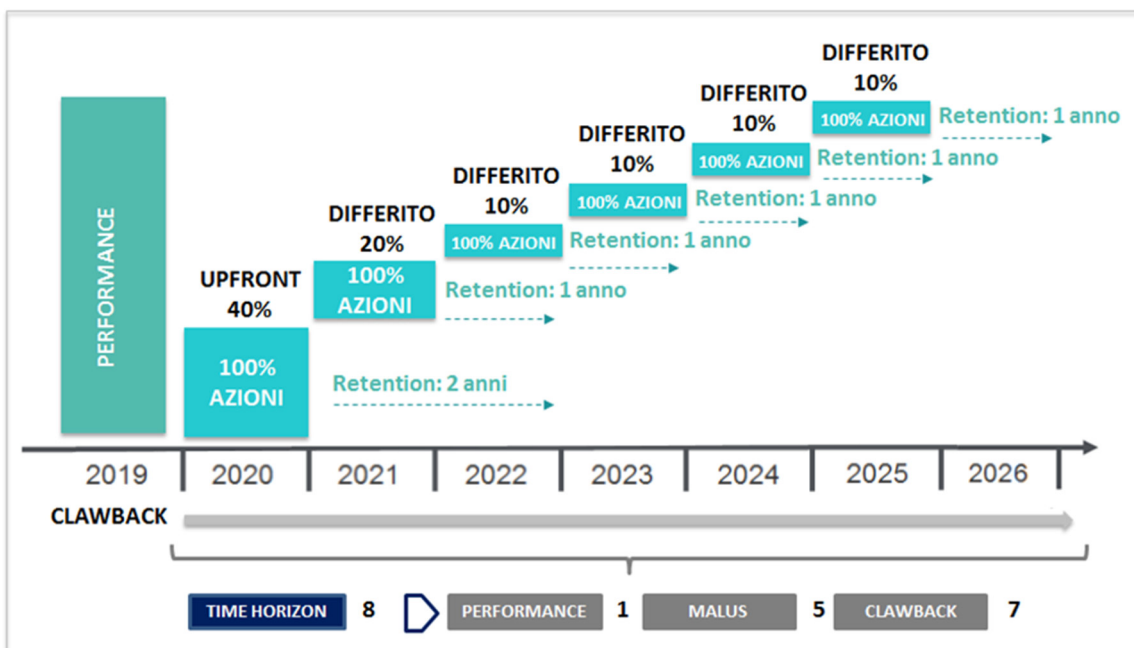 DIFFERITO
10%
100% AZIONI
Retention: 1 anno
DIFFERITO
10%
100% AZIONI
Retention: 1 anno
DIFFERITO
10%
100% AZIONI
Retention: 1 anno
DIFFERITO
10%
100% AZIONI
Retention: 1 anno
DIFFERITO
20%
100%
AZIONI
Retention: 1 anno
UPFRONT
40%
100%
AZIONI
Retention: 2 anni
PERFORMANCE
2019 2020 2021 2022 2023 2024 2025 2026
CLAWBACK
TIME HORIZON 8 PERFORMANCE 1 MALUS 5 CLAWBACK 7